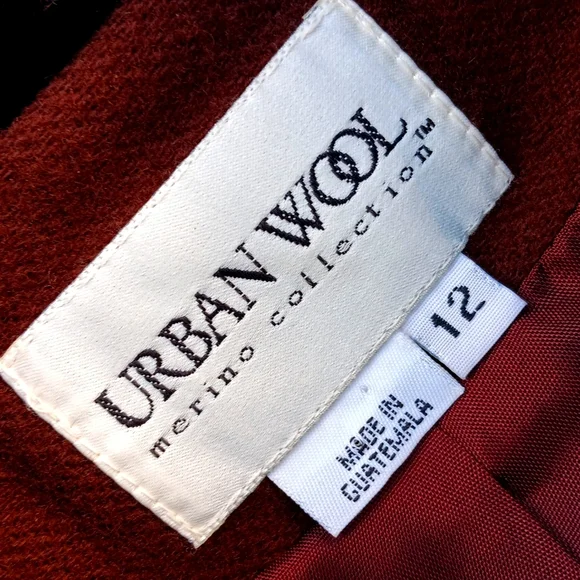 URBAN WOOL
merino collection™
12
MADE IN
GUATEMALA